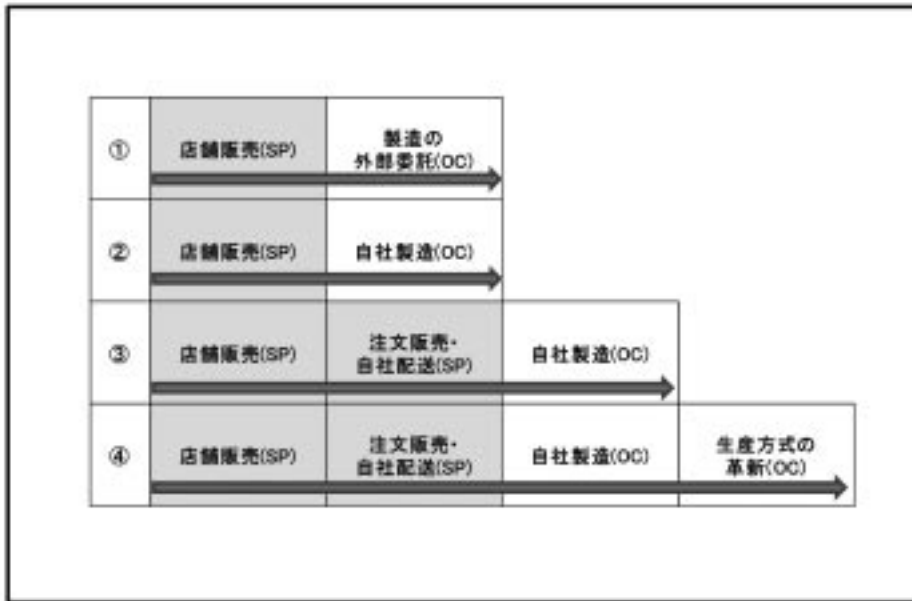 ①
店舗販売(SP)
製造の
外部委託(OC)
②
店舗販売(SP)
自社製造(OC)
③
店舗販売(SP)
注文販売・
自社配送(SP)
自社製造(OC)
④
店舗販売(SP)
注文販売・
自社配送(SP)
自社製造(OC)
生産方式の
革新(OC)